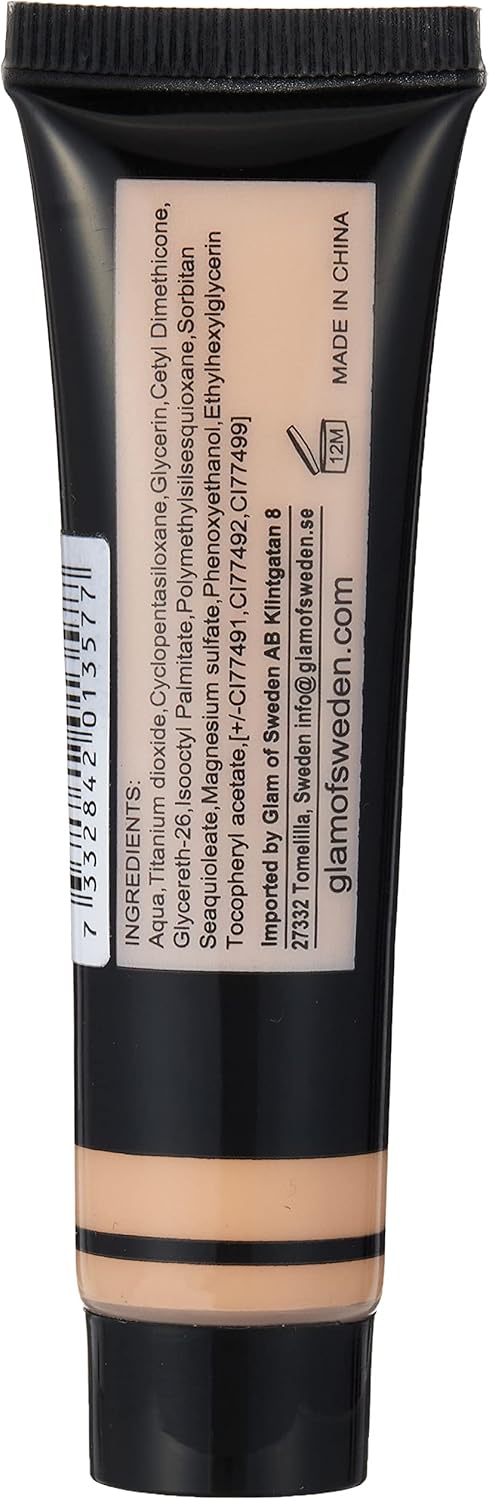 INGREDIENTS:
Aqua,Titanium dioxide,Cyclopentasiloxane,Glycerin,Cetyl Dimethicone,
Glycereth-26,Isooctyl Palmitate,Polymethylsilsesquioxane,Sorbitan
Seaquioleate,Magnesium sulfate,Phenoxyethanol,Ethylhexylglycerin
Tocopheryl acetate,[+/-CI77491,CI77492,CI77499]
Imported by Glam of Sweden AB Klintgatan 8
27332 Tomelilla, Sweden info@glamofsweden.se
glamofsweden.com
12M
MADE IN CHINA
7 332842 013577